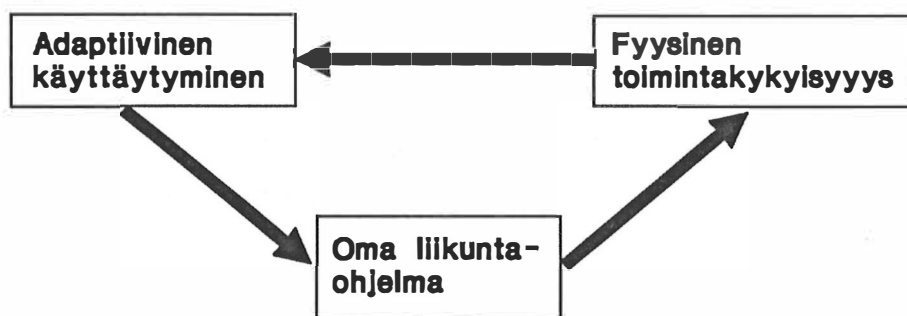 Adaptiivinen
käyttäytyminen
Fyysinen
toimintakykyisyys
Oma liikunta-
ohjelma